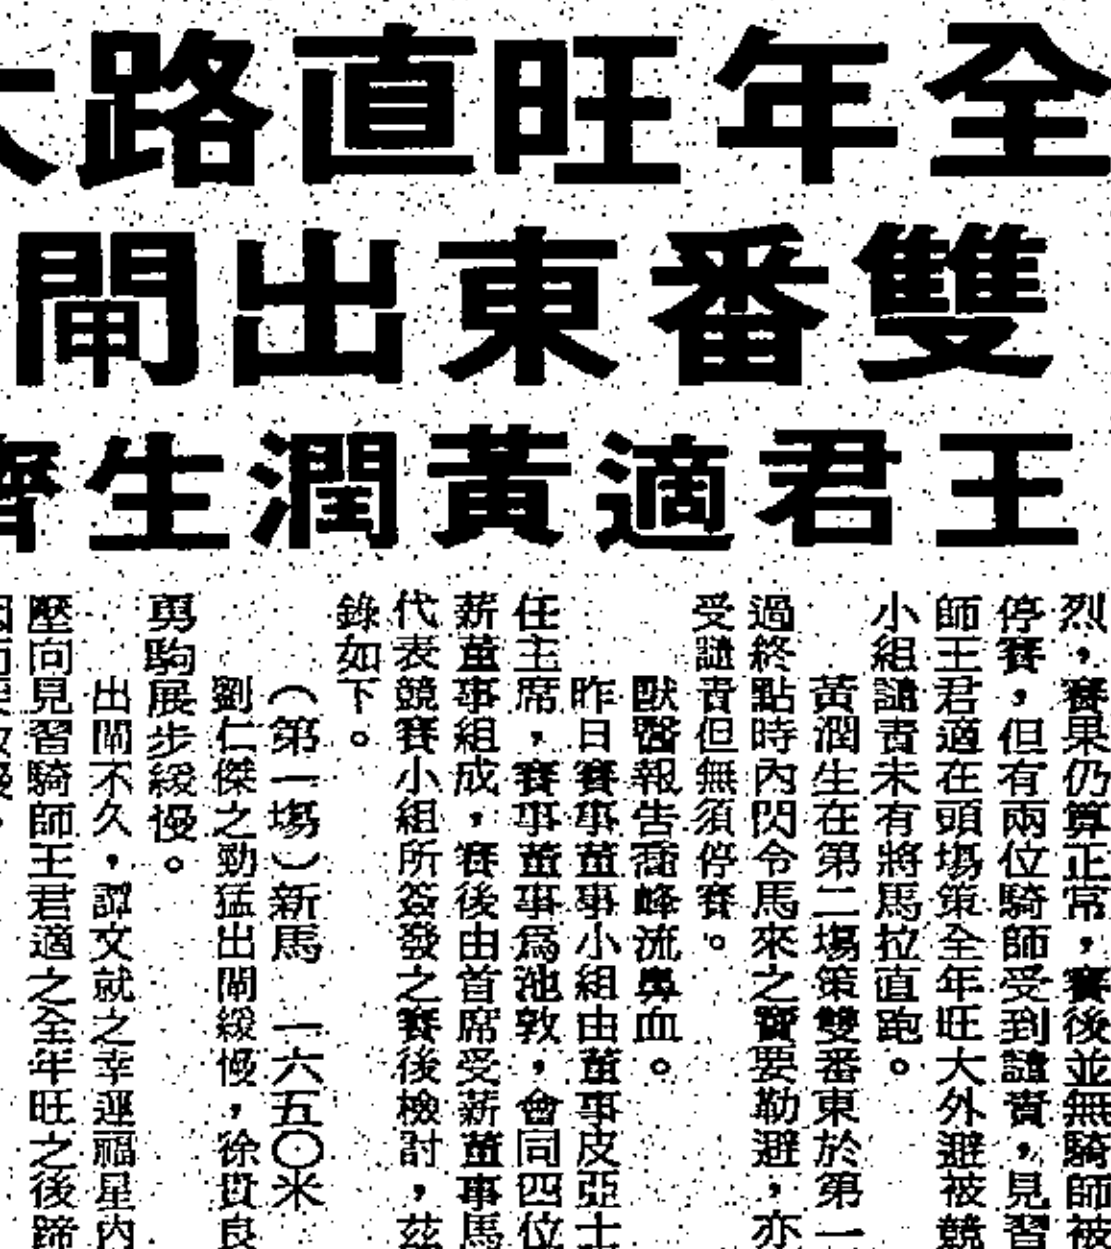 全年旺直路大
雙番東出閘
王君適黃潤生齊
烈，賽果仍算正常，賽後並無騎師被
停賽，但有兩位騎師受到譴責，見習
師王君適在頭場策全年旺大外避被競
小組譴責未有將馬拉直跑。
黃潤生在第二場策雙番東於第一
過終點時內閃令馬來之寶要勒避，亦
受譴責但無須停賽。
獸醫報告喬峰流鼻血。
昨日賽事董事小組由董事皮亞士
任主席，賽事董事為池敦，會同四位
薪董事組成，賽後由首席受薪董事馬
代表競賽小組所簽發之賽後檢討，茲
錄如下。
（第一場）新馬　一六五〇米
劉仁傑之勁猛出閘緩慢，徐貴良
勇駒展步緩慢。
出閘不久，譚文就之幸運福星內
壓向見習騎師王君適之全年旺之後蹄